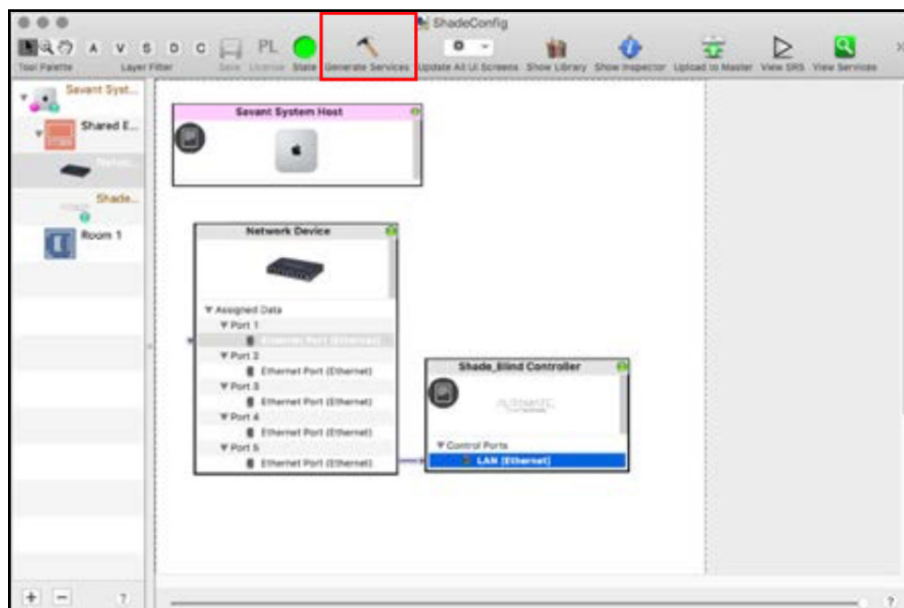 ShadeConfig
A V S D C PL
Tool Palette Layer Filter Save License State Generate Services Update All UI Screens Show Library Show Inspector Upload to Master View SRS View Services
Savant Syst...
Shared E...
Shade...
Room 1
Savant System Host
Network Device
Assigned Data
Port 1
Ethernet Port (Ethernet)
Port 2
Ethernet Port (Ethernet)
Port 3
Ethernet Port (Ethernet)
Port 4
Ethernet Port (Ethernet)
Port 5
Ethernet Port (Ethernet)
Shade_Blind Controller
AUTOMATE
Control Ports
LAN (Ethernet)
+ − ?
?